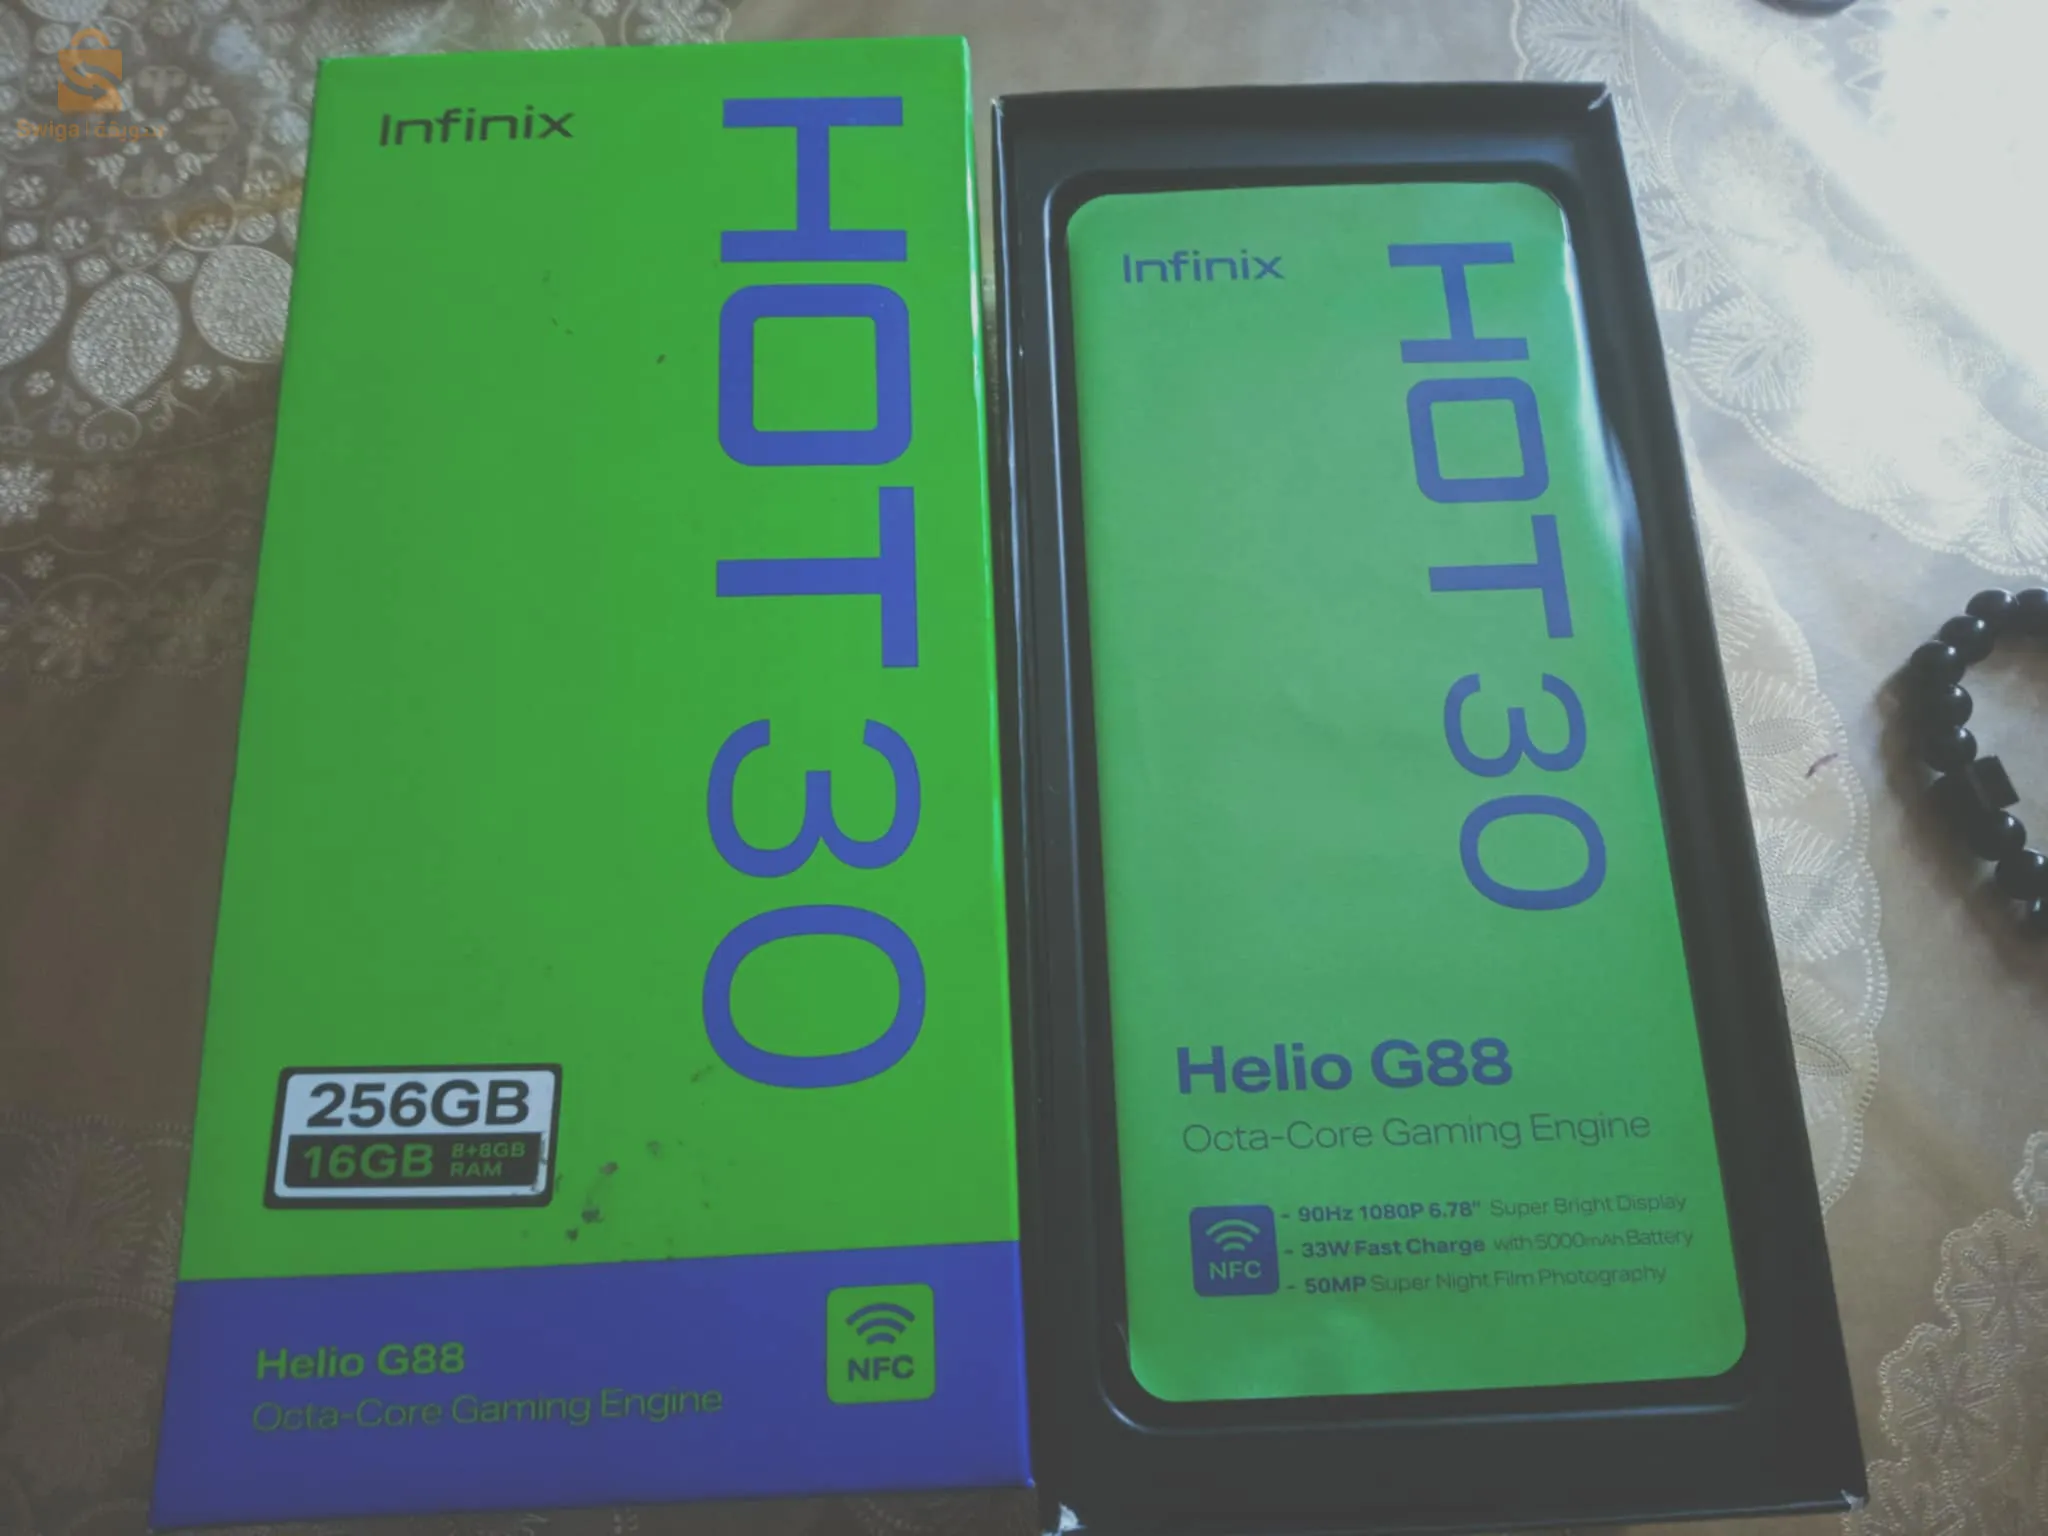 Swiga | سويقة
Infinix
HOT 30
256GB
16GB 8+8GB RAM
Helio G88
Octa-Core Gaming Engine
NFC
Infinix
HOT 30
Helio G88
Octa-Core Gaming Engine
NFC
- 90Hz 1080P 6.78" Super Bright Display
- 33W Fast Charge with 5000mAh Battery
- 50MP Super Night Film Photography